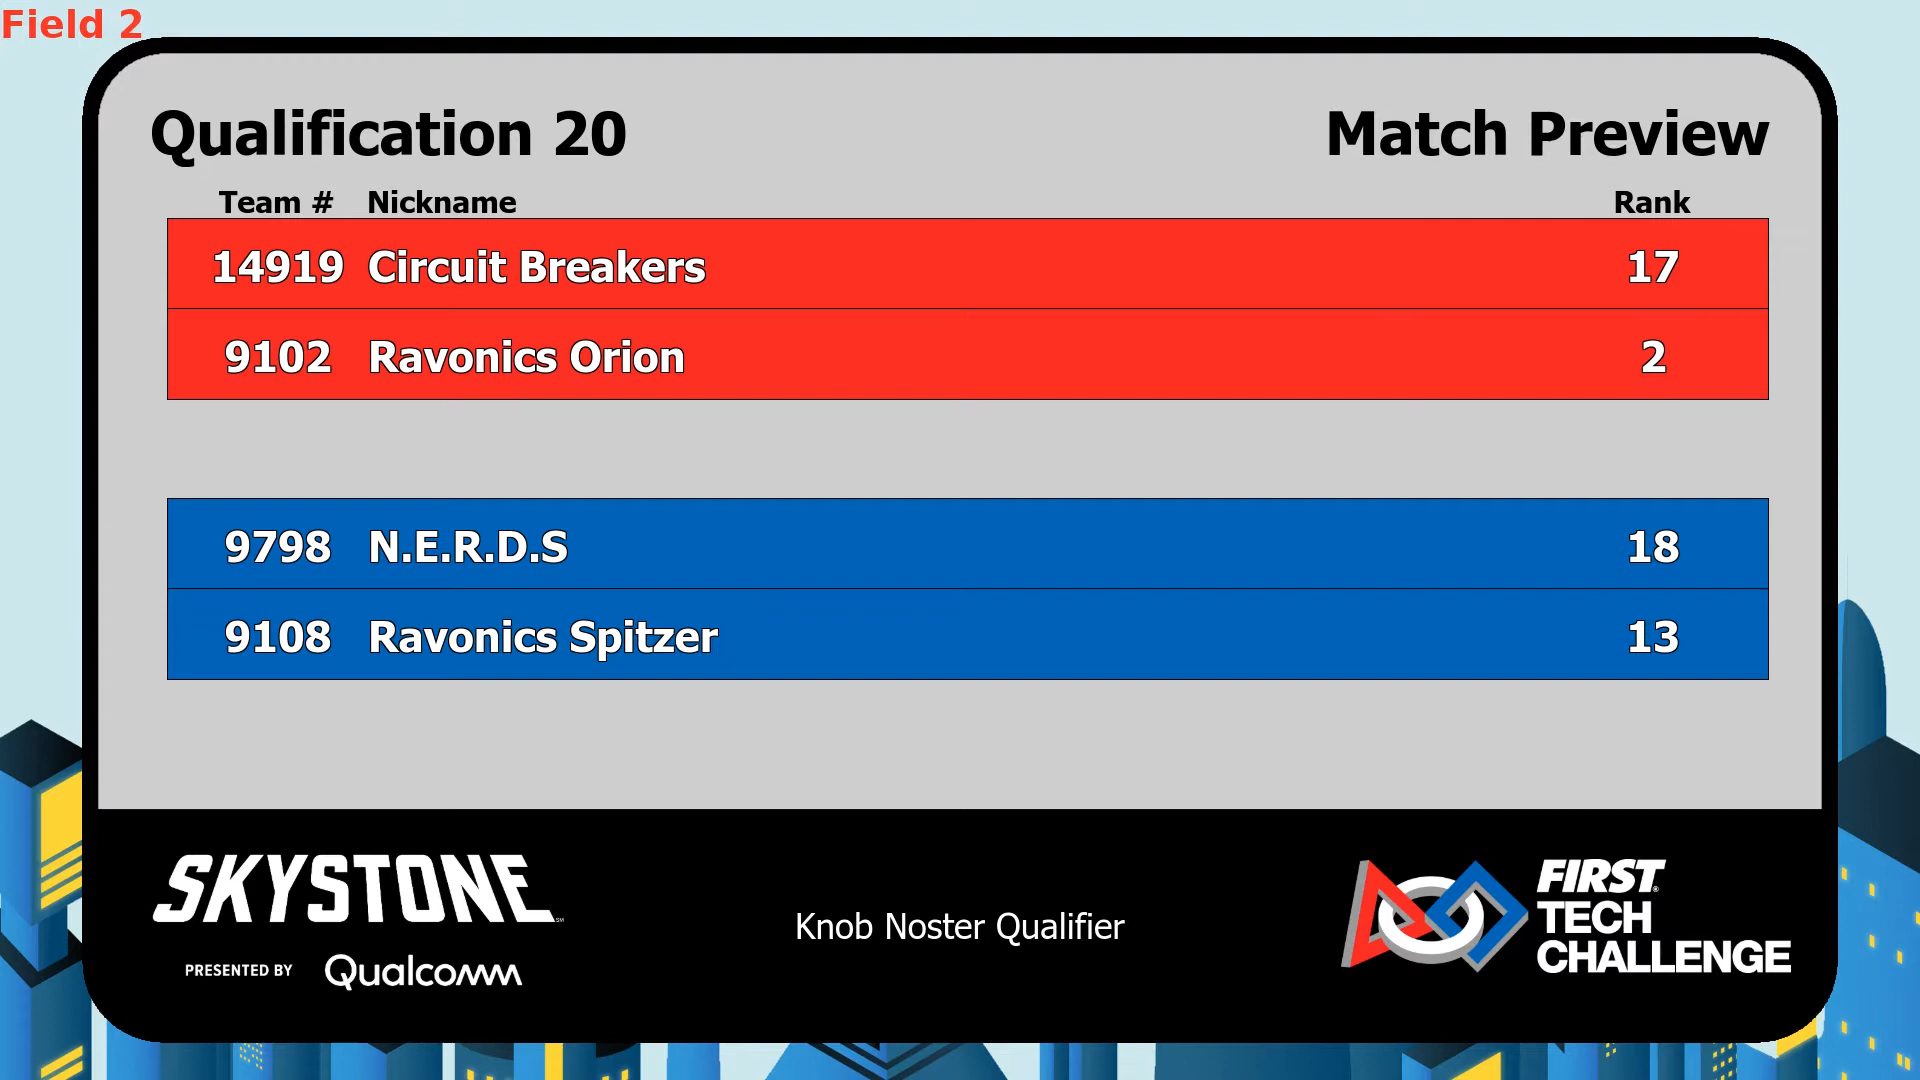 Field 2
Qualification 20 Match Preview
Team # Nickname Rank
14919 Circuit Breakers 17
9102 Ravonics Orion 2
9798 N.E.R.D.S 18
9108 Ravonics Spitzer 13
SKYSTONE℠
PRESENTED BY Qualcomm
Knob Noster Qualifier
FIRST®
TECH
CHALLENGE